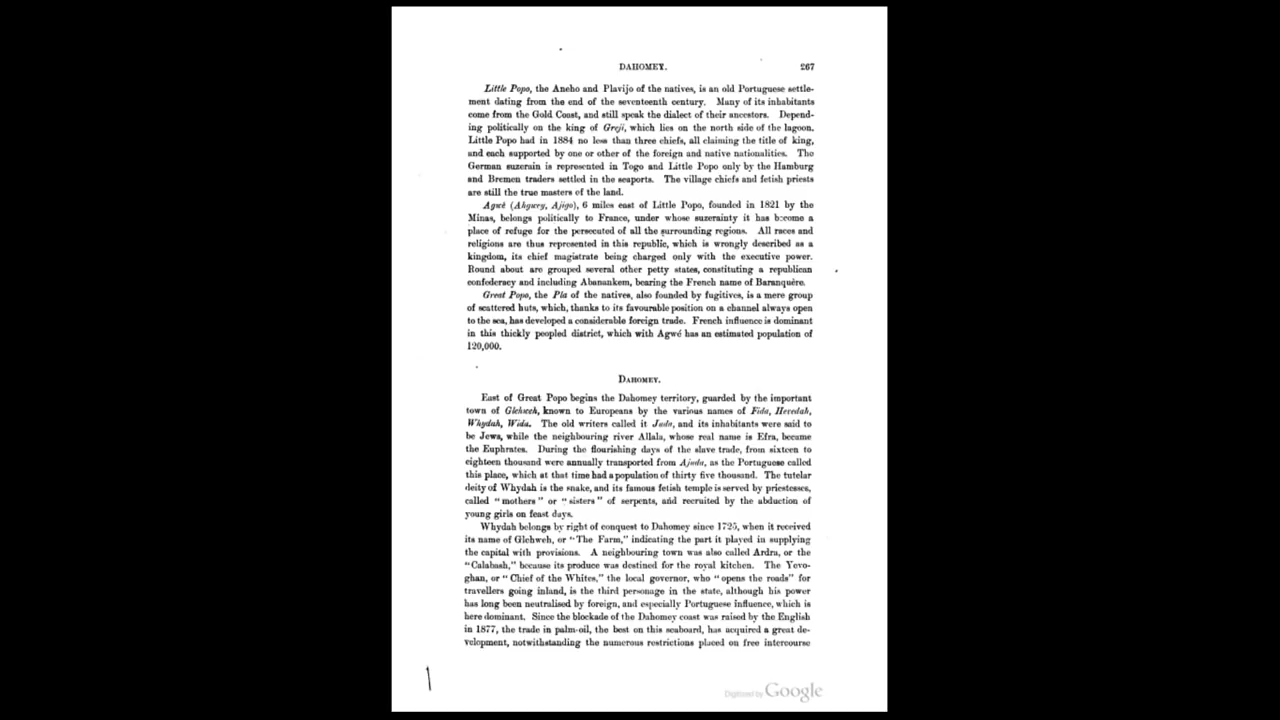 DAHOMEY. 267
Little Popo, the Aneho and Plavijo of the natives, is an old Portuguese settle-
ment dating from the end of the seventeenth century. Many of its inhabitants
come from the Gold Coast, and still speak the dialect of their ancestors. Depend-
ing politically on the king of Greji, which lies on the north side of the lagoon.
Little Popo had in 1884 no less than three chiefs, all claiming the title of king,
and each supported by one or other of the foreign and native nationalities. The
German suzerain is represented in Togo and Little Popo only by the Hamburg
and Bremen traders settled in the seaports. The village chiefs and fetish priests
are still the true masters of the land.
Agwé (Ahgwey, Ajigo), 6 miles east of Little Popo, founded in 1821 by the
Minas, belongs politically to France, under whose suzerainty it has become a
place of refuge for the persecuted of all the surrounding regions. All races and
religions are thus represented in this republic, which is wrongly described as a
kingdom, its chief magistrate being charged only with the executive power.
Round about are grouped several other petty states, constituting a republican
confederacy and including Abanankem, bearing the French name of Baranquère.
Great Popo, the Pla of the natives, also founded by fugitives, is a mere group
of scattered huts, which, thanks to its favourable position on a channel always open
to the sea, has developed a considerable foreign trade. French influence is dominant
in this thickly peopled district, which with Agwé has an estimated population of
120,000.
DAHOMEY.
East of Great Popo begins the Dahomey territory, guarded by the important
town of Glehweh, known to Europeans by the various names of Fida, Heredah,
Whydah, Wida. The old writers called it Juda, and its inhabitants were said to
be Jews, while the neighbouring river Allala, whose real name is Efra, became
the Euphrates. During the flourishing days of the slave trade, from sixteen to
eighteen thousand were annually transported from Ajuda, as the Portuguese called
this place, which at that time had a population of thirty five thousand. The tutelar
deity of Whydah is the snake, and its famous fetish temple is served by priestesses,
called "mothers" or "sisters" of serpents, and recruited by the abduction of
young girls on feast days.
Whydah belongs by right of conquest to Dahomey since 1725, when it received
its name of Glehweh, or "The Farm," indicating the part it played in supplying
the capital with provisions. A neighbouring town was also called Ardra, or the
"Calabash," because its produce was destined for the royal kitchen. The Yevo-
ghan, or "Chief of the Whites," the local governor, who "opens the roads" for
travellers going inland, is the third personage in the state, although his power
has long been neutralised by foreign, and especially Portuguese influence, which is
here dominant. Since the blockade of the Dahomey coast was raised by the English
in 1877, the trade in palm-oil, the best on this seaboard, has acquired a great de-
velopment, notwithstanding the numerous restrictions placed on free intercourse
Digitized by Google